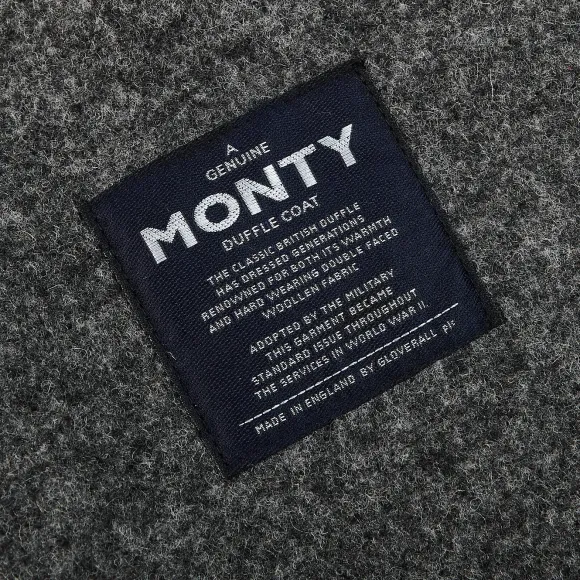 A
GENUINE
MONTY
DUFFLE COAT
THE CLASSIC BRITISH DUFFLE
HAS DRESSED GENERATIONS
RENOWNED FOR BOTH ITS WARMTH
AND HARD WEARING DOUBLE FACED
WOOLLEN FABRIC
ADOPTED BY THE MILITARY
THIS GARMENT BECAME
STANDARD ISSUE THROUGHOUT
THE SERVICES IN WORLD WAR II.
MADE IN ENGLAND BY GLOVERALL plc